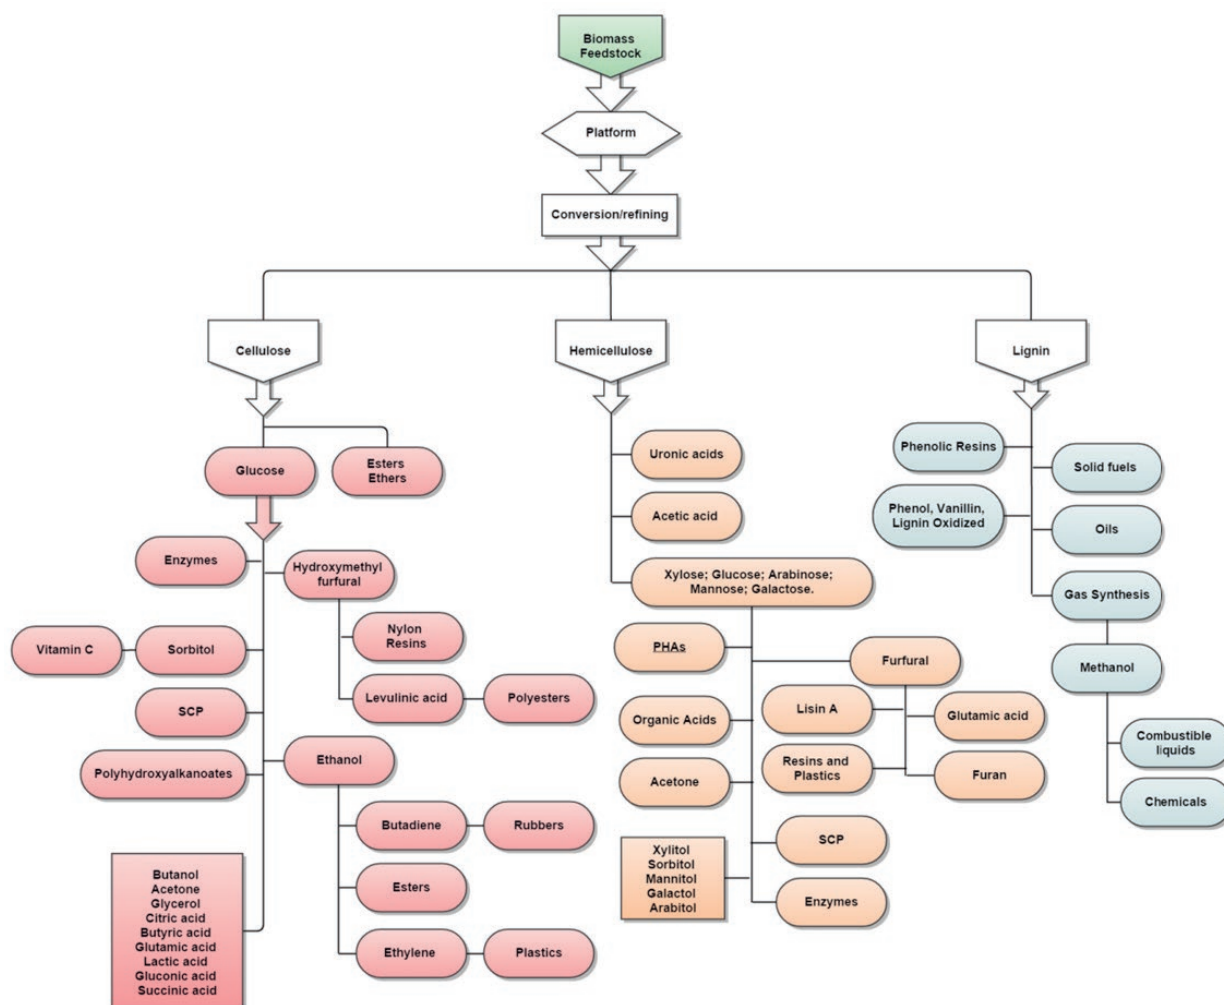 Biomass
Feedstock
Platform
Conversion/refining
Cellulose
Hemicellulose
Lignin
Glucose
Esters
Ethers
Enzymes
Hydroxymethyl
furfural
Nylon
Resins
Vitamin C
Sorbitol
Levulinic acid
Polyesters
SCP
Polyhydroxyalkanoates
Ethanol
Butadiene
Rubbers
Esters
Ethylene
Plastics
Butanol
Acetone
Glycerol
Citric acid
Butyric acid
Glutamic acid
Lactic acid
Gluconic acid
Succinic acid
Uronic acids
Acetic acid
Xylose; Glucose; Arabinose;
Mannose; Galactose.
PHAs
Furfural
Lisin A
Glutamic acid
Organic Acids
Resins and
Plastics
Furan
Acetone
SCP
Xylitol
Sorbitol
Mannitol
Galactol
Arabitol
Enzymes
Phenolic Resins
Solid fuels
Phenol, Vanillin,
Lignin Oxidized
Oils
Gas Synthesis
Methanol
Combustible
liquids
Chemicals